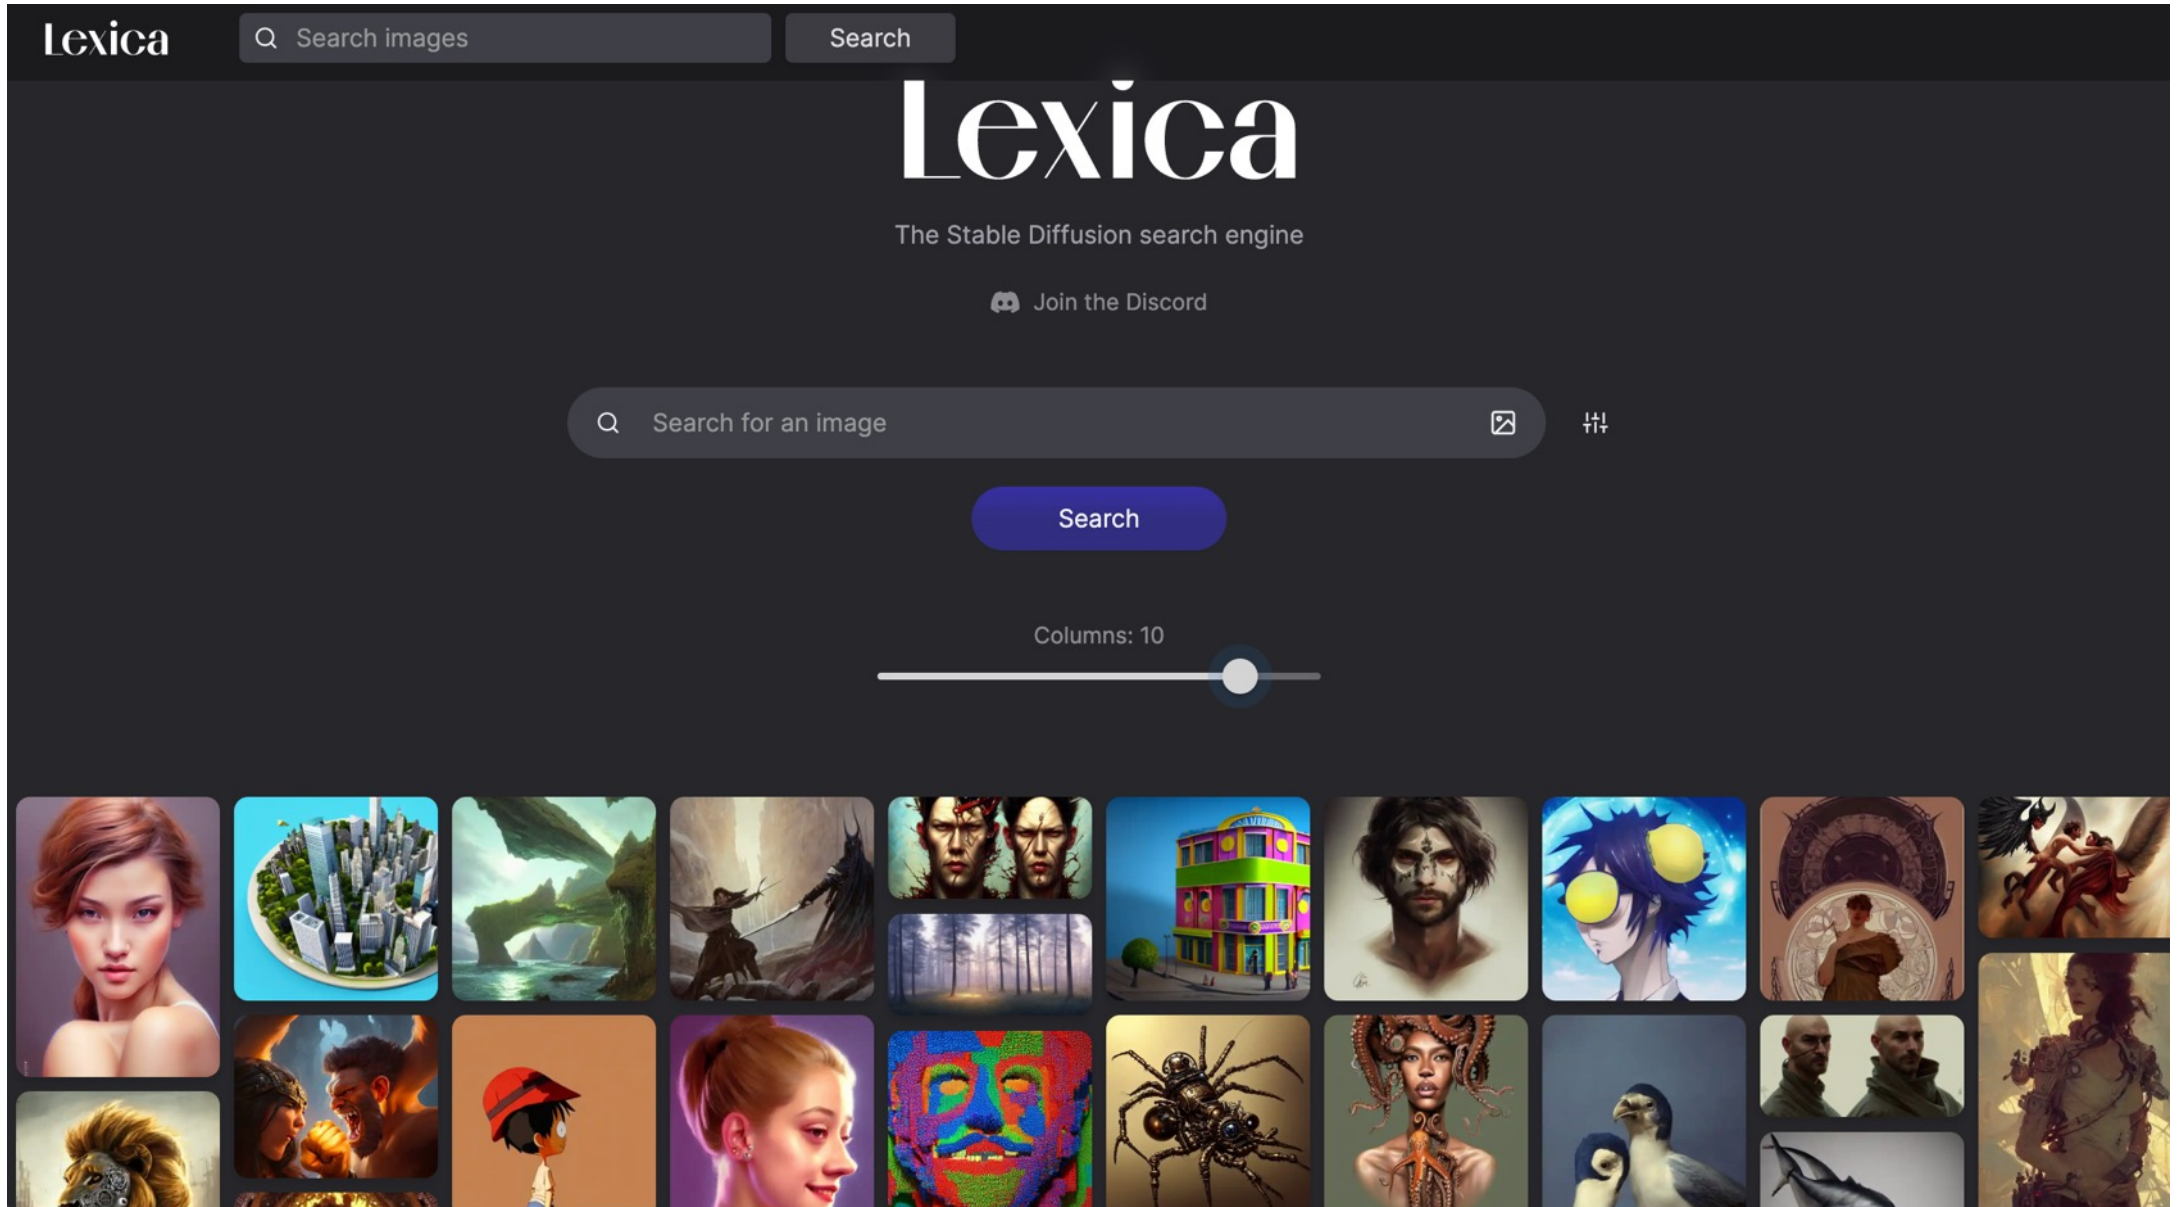 Lexica
Search images
Search
Lexica
The Stable Diffusion search engine
Join the Discord
Search for an image
Search
Columns: 10